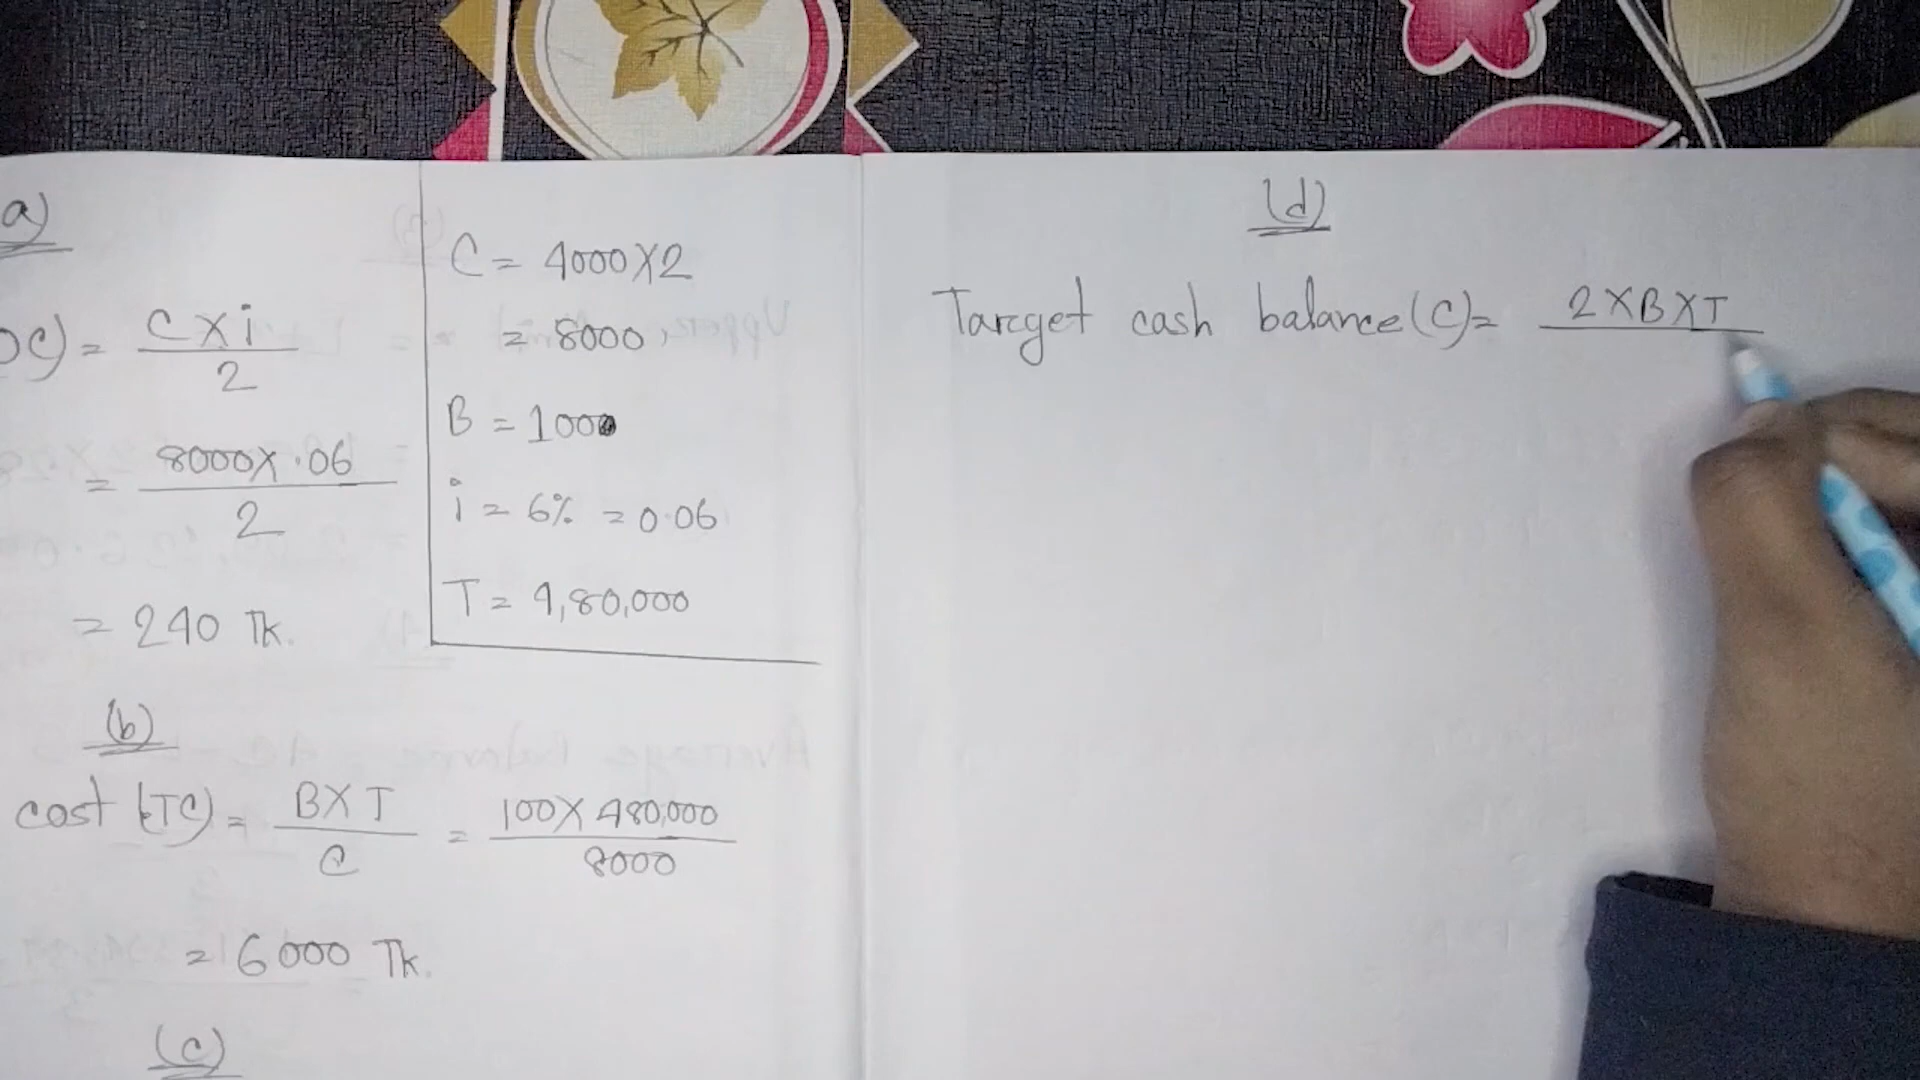 a)
OC) = C X i / 2
= 8000 X .06 / 2
= 240 Tk.
C = 4000 X 2
= 8000,
B = 1000
i = 6% = 0.06
T = 4,80,000
(b)
cost (TC) = B X T / C = 100 X 480,000 / 8000
= 6000 Tk.
(c)
(d)
Target cash balance (C) = 2 X B X T